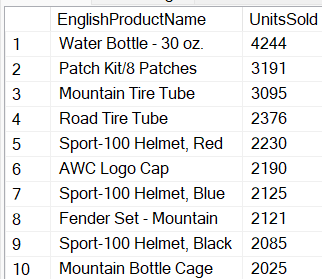 EnglishProductName UnitsSold
1 Water Bottle - 30 oz. 4244
2 Patch Kit/8 Patches 3191
3 Mountain Tire Tube 3095
4 Road Tire Tube 2376
5 Sport-100 Helmet, Red 2230
6 AWC Logo Cap 2190
7 Sport-100 Helmet, Blue 2125
8 Fender Set - Mountain 2121
9 Sport-100 Helmet, Black 2085
10 Mountain Bottle Cage 2025